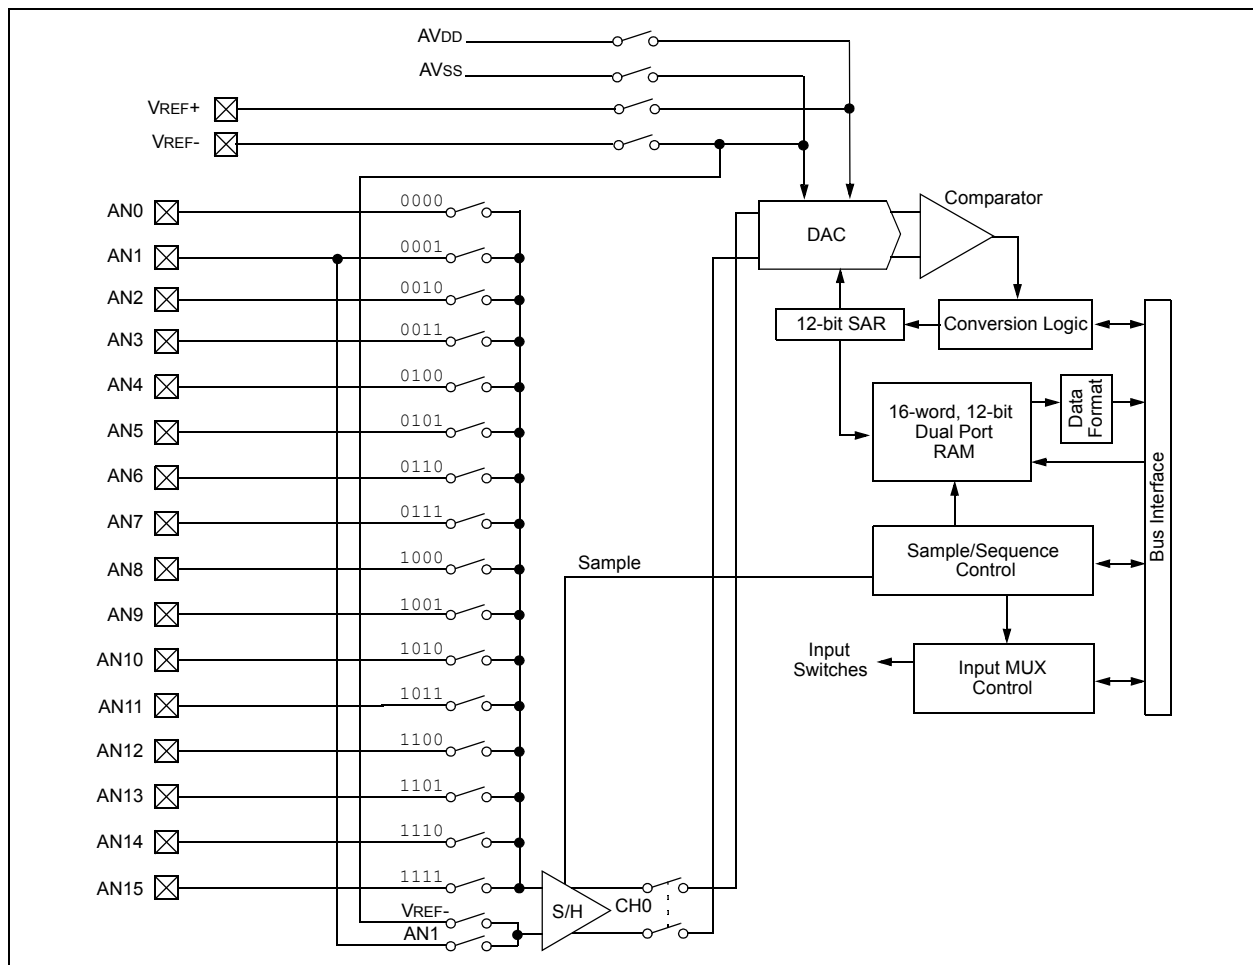 AVDD
AVSS
VREF+
VREF-
AN0 0000
AN1 0001
AN2 0010
AN3 0011
AN4 0100
AN5 0101
AN6 0110
AN7 0111
AN8 1000
AN9 1001
AN10 1010
AN11 1011
AN12 1100
AN13 1101
AN14 1110
AN15 1111
VREF-
AN1
S/H
CH0
Sample
DAC
Comparator
12-bit SAR
Conversion Logic
16-word, 12-bit
Dual Port
RAM
Data
Format
Bus Interface
Sample/Sequence
Control
Input
Switches
Input MUX
Control